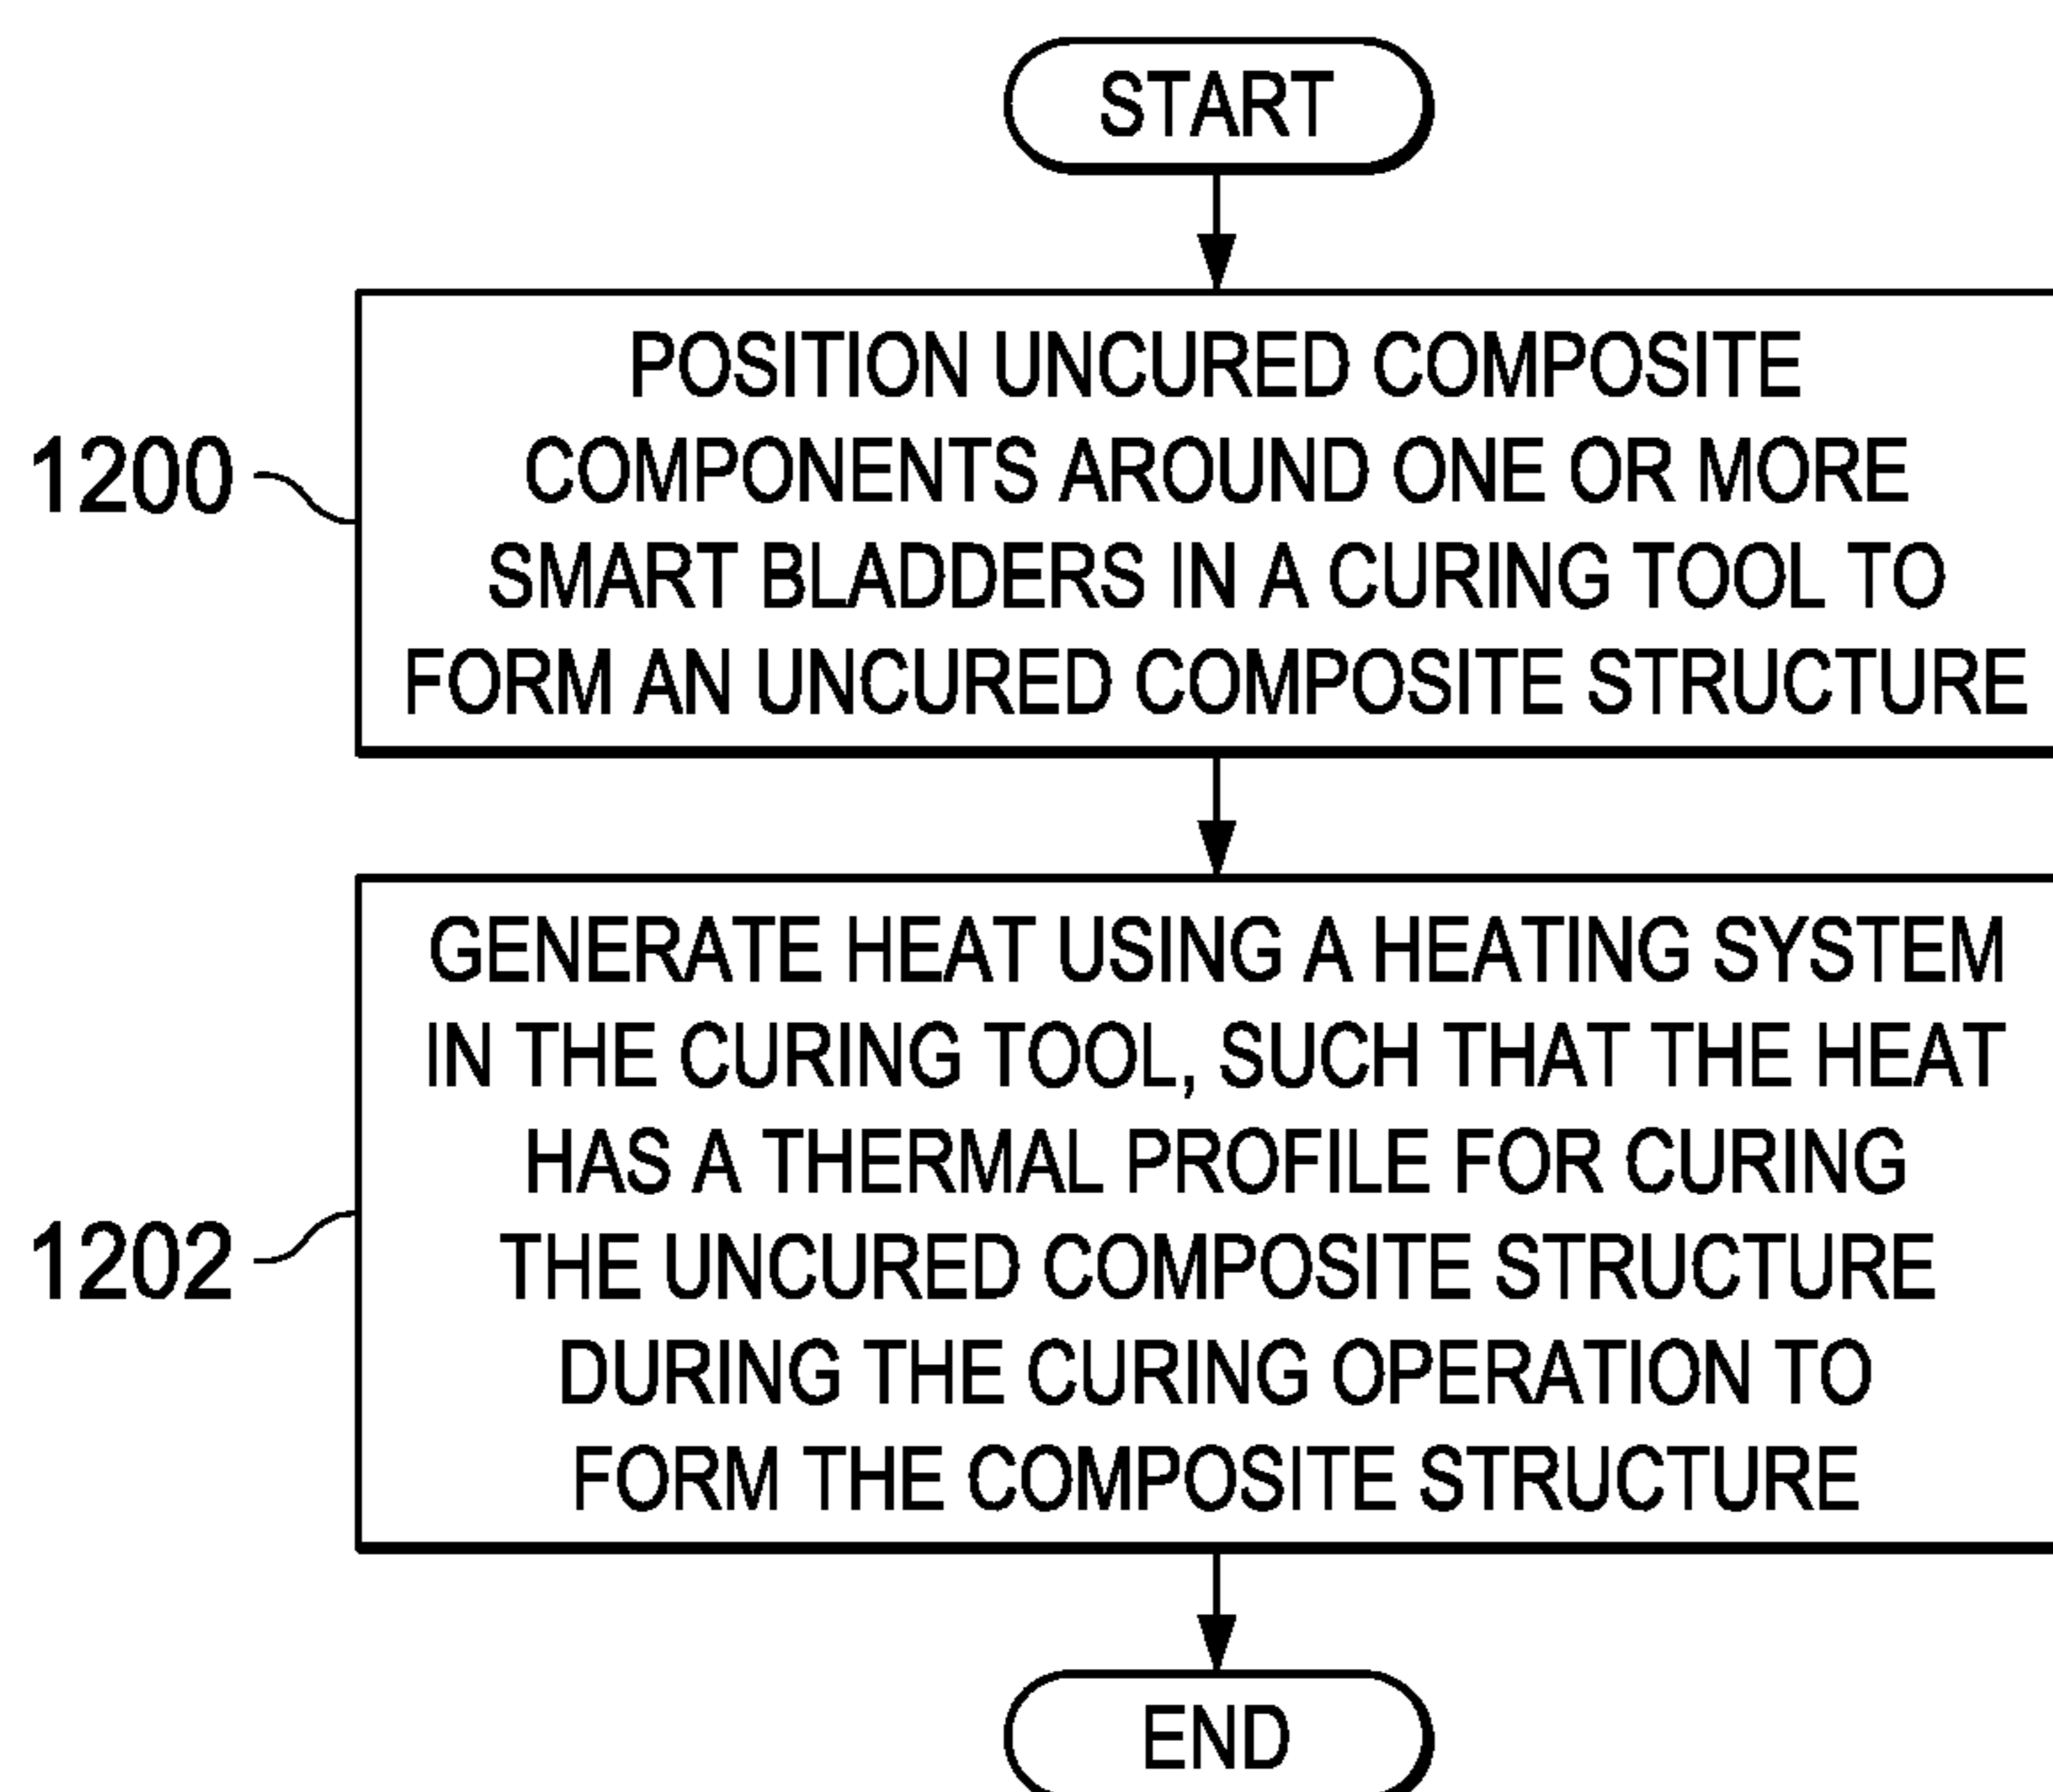 START
POSITION UNCURED COMPOSITE
COMPONENTS AROUND ONE OR MORE
SMART BLADDERS IN A CURING TOOL TO
FORM AN UNCURED COMPOSITE STRUCTURE
1200
GENERATE HEAT USING A HEATING SYSTEM
IN THE CURING TOOL, SUCH THAT THE HEAT
HAS A THERMAL PROFILE FOR CURING
THE UNCURED COMPOSITE STRUCTURE
DURING THE CURING OPERATION TO
FORM THE COMPOSITE STRUCTURE
1202
END